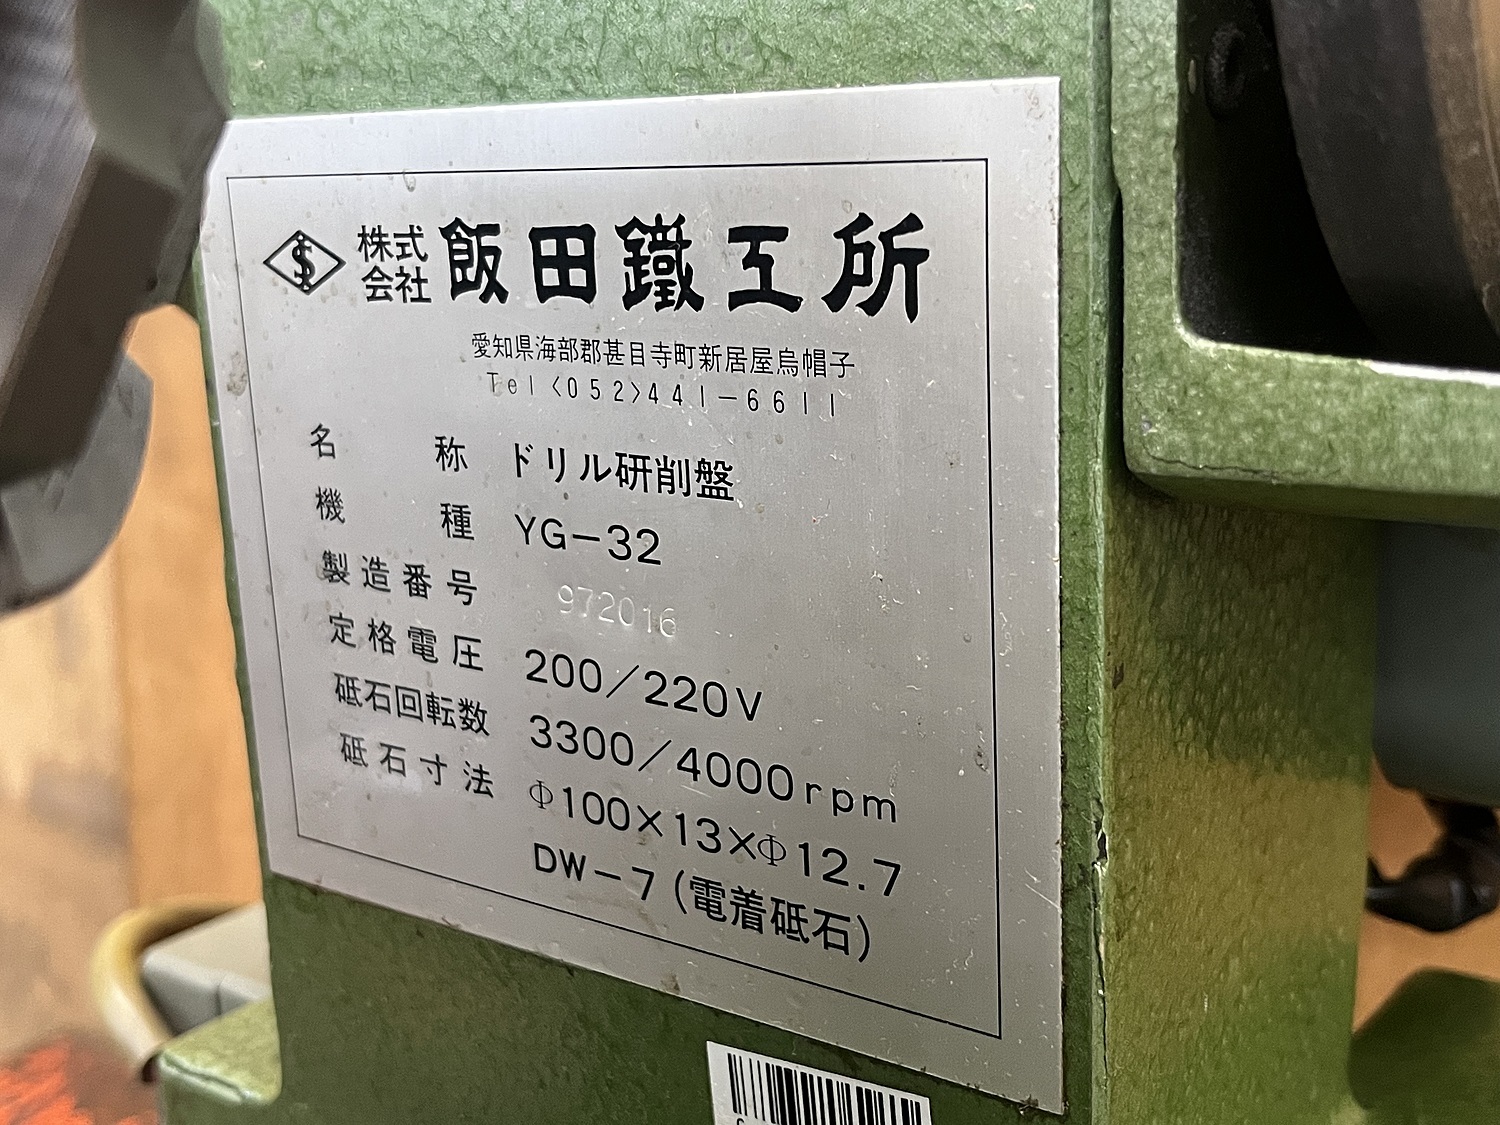 株式会社 飯田鐵工所
愛知県海部郡甚目寺町新居屋烏帽子
Tel<052>441-6611
名称 ドリル研削盤
機種 YG-32
製造番号 972016
定格電圧 200/220V
砥石回転数 3300/4000rpm
砥石寸法 Φ100×13×Φ12.7
DW-7(電着砥石)